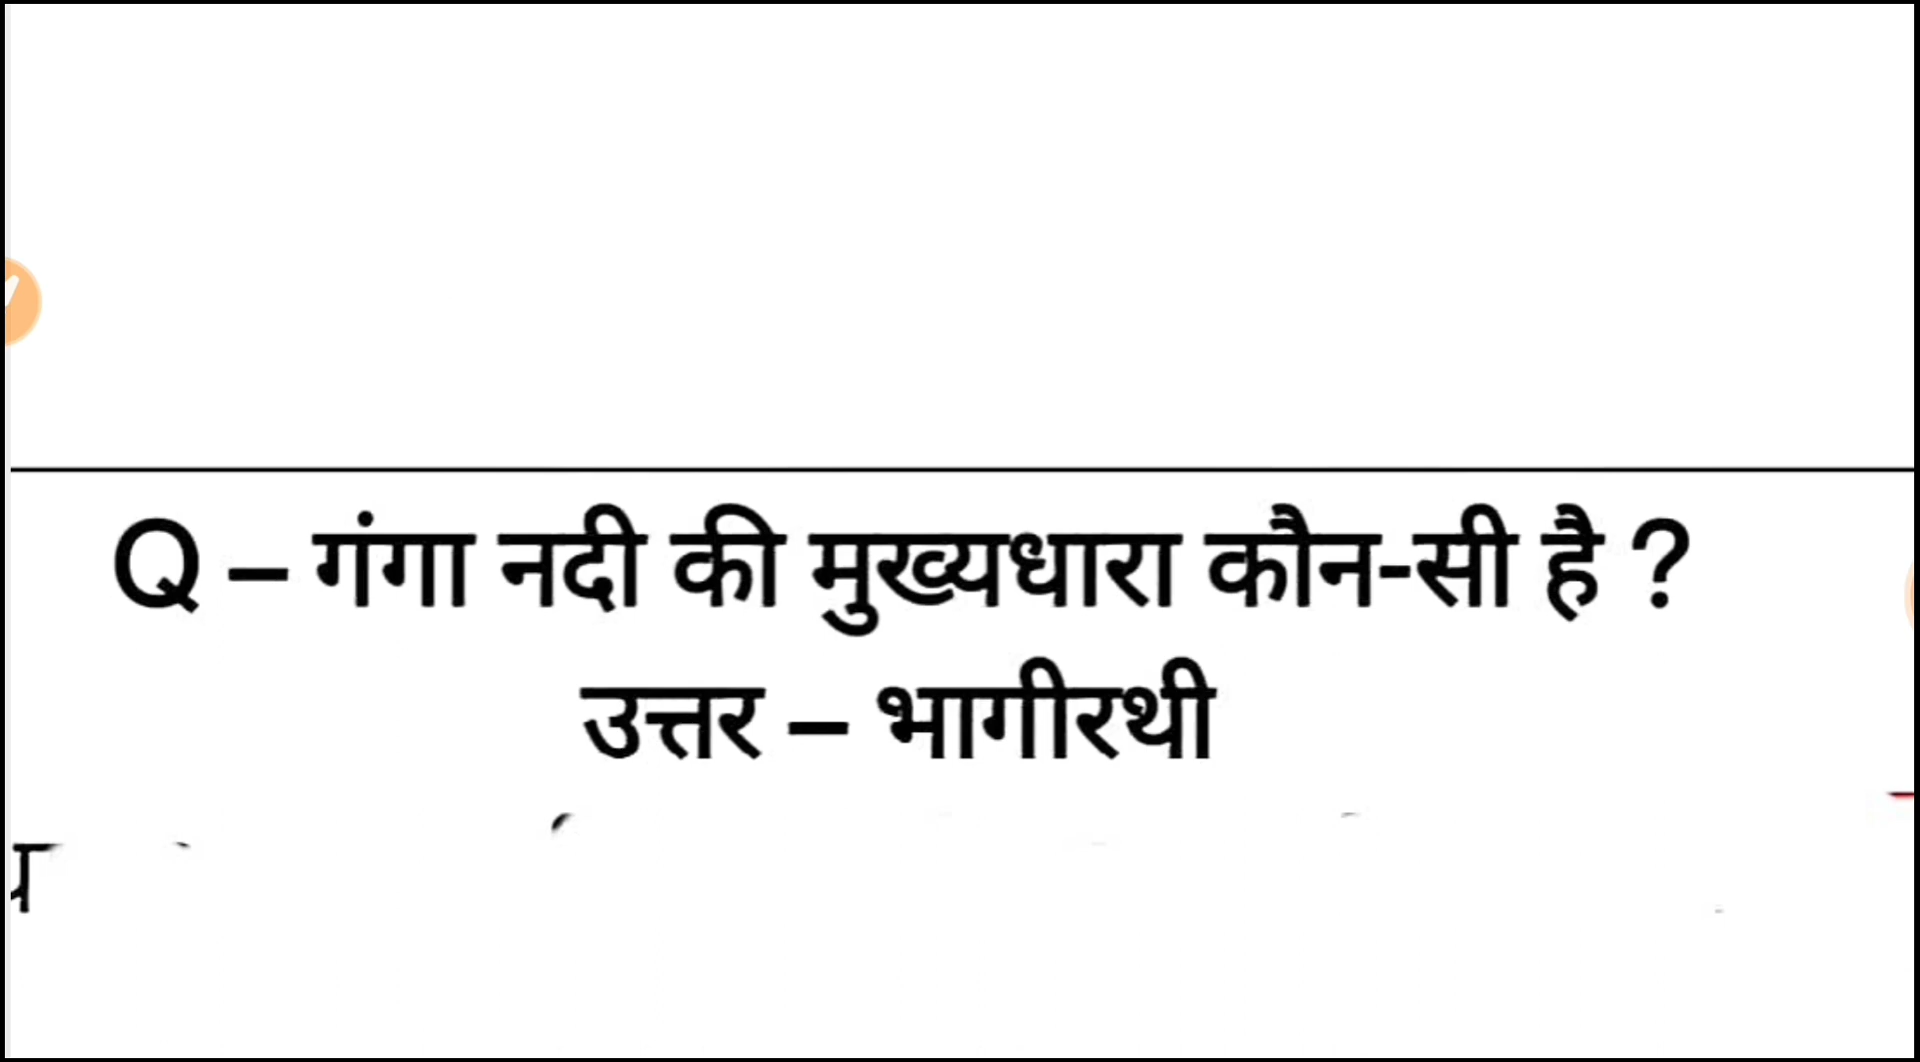 Q – गंगा नदी की मुख्यधारा कौन-सी है ?
उत्तर – भागीरथी